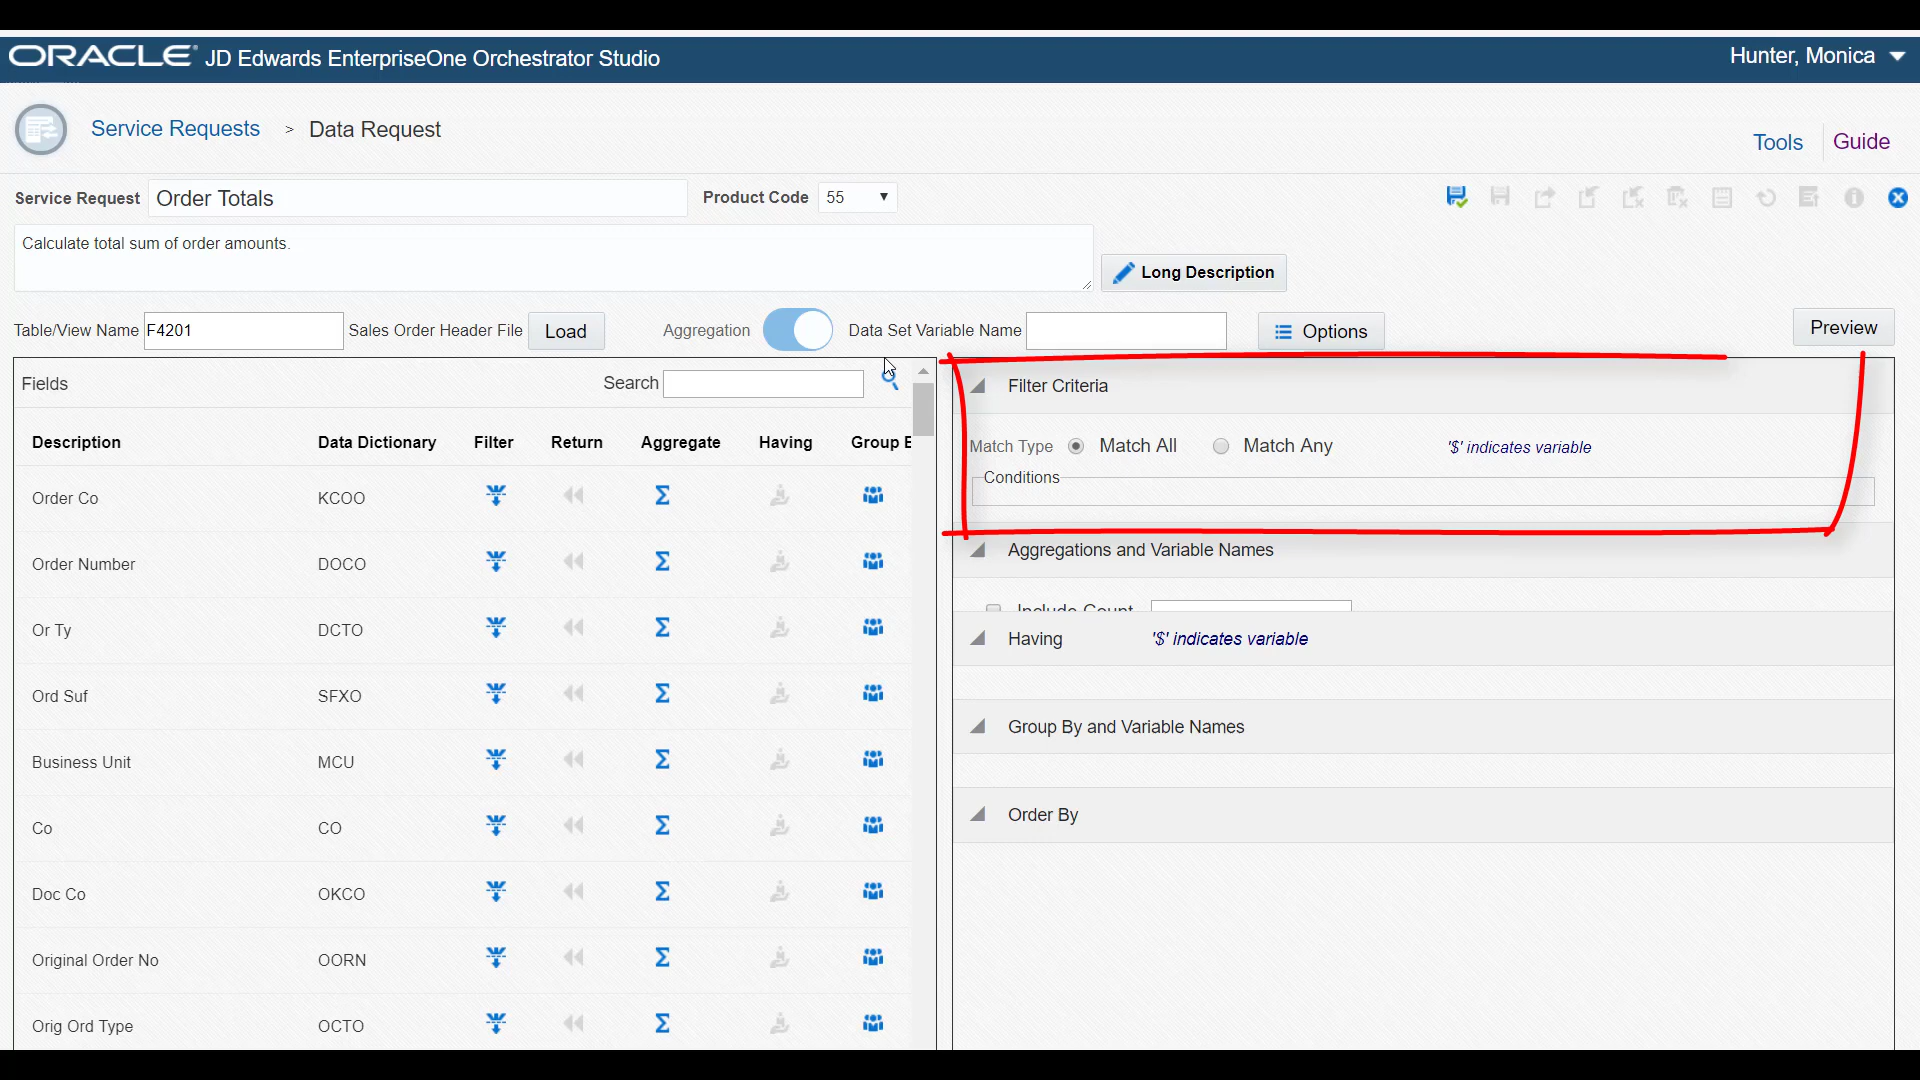 ORACLE JD Edwards EnterpriseOne Orchestrator Studio
Hunter, Monica
Service Requests > Data Request
Tools
Guide
Service Request Order Totals Product Code 55
Calculate total sum of order amounts.
Long Description
Table/View Name F4201 Sales Order Header File Load Aggregation Data Set Variable Name Options Preview
Fields Search
Description Data Dictionary Filter Return Aggregate Having Group
Order Co KCOO
Order Number DOCO
Or Ty DCTO
Ord Suf SFXO
Business Unit MCU
Co CO
Doc Co OKCO
Original Order No OORN
Orig Ord Type OCTO
Filter Criteria
Match Type Match All Match Any '$' indicates variable
Conditions
Aggregations and Variable Names
Include Count
Having '$' indicates variable
Group By and Variable Names
Order By